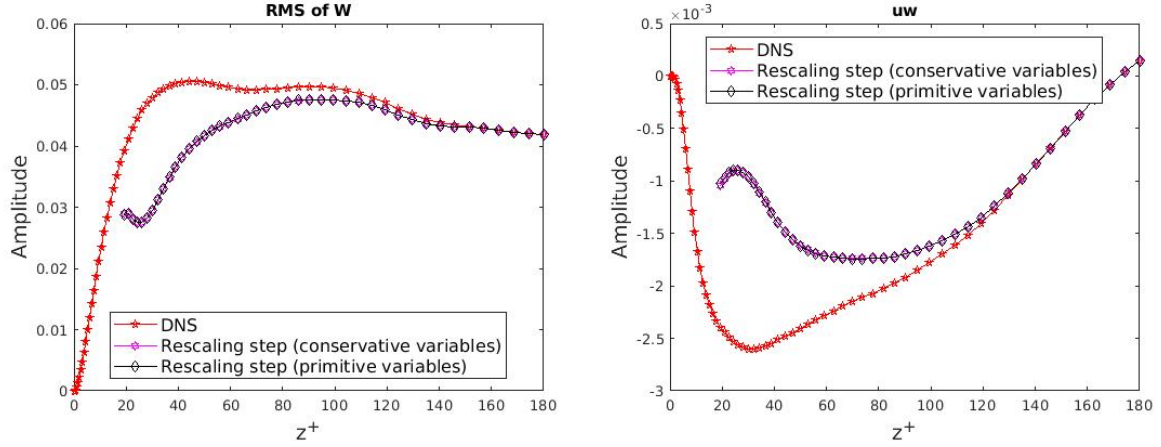 RMS of W
0.06
0.05
0.04
0.03
0.02
0.01
0
Amplitude
DNS
Rescaling step (conservative variables)
Rescaling step (primitive variables)
0 20 40 60 80 100 120 140 160 180
z⁺
uw
×10⁻³
0.5
0
-0.5
-1
-1.5
-2
-2.5
-3
Amplitude
DNS
Rescaling step (conservative variables)
Rescaling step (primitive variables)
0 20 40 60 80 100 120 140 160 180
z⁺